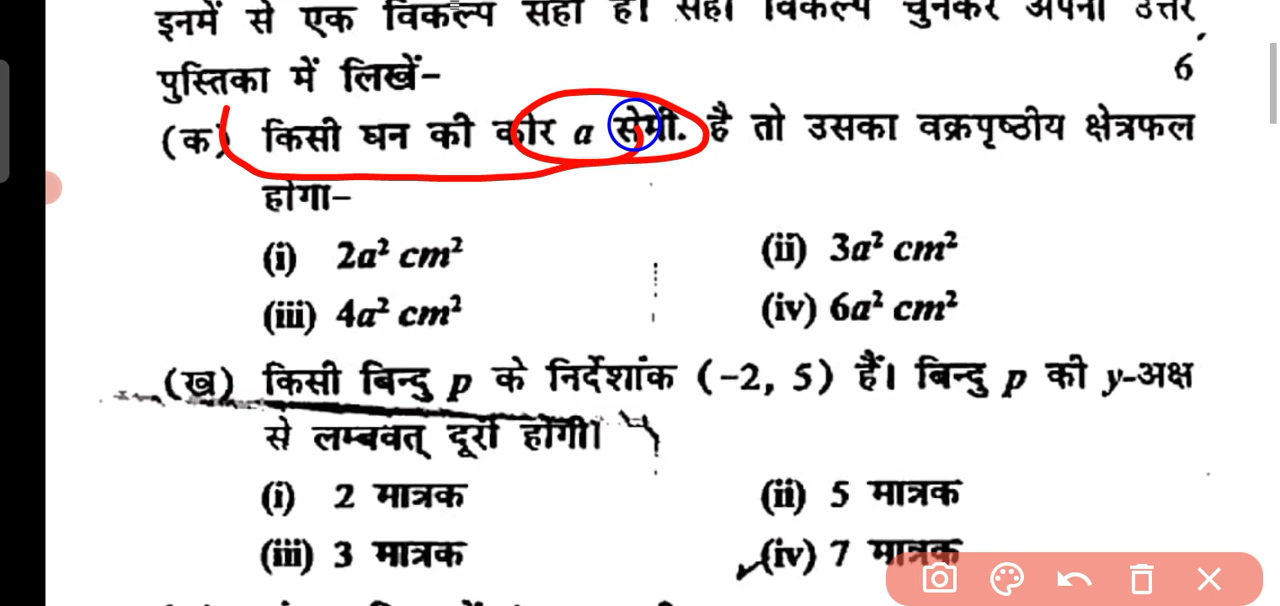 इनमें से एक विकल्प सही है। सही विकल्प चुनकर अपनी उत्तर
पुस्तिका में लिखें-
6
(क) किसी घन की कोर a सेमी. है तो उसका वक्रपृष्ठीय क्षेत्रफल
होगा-
(i) 2a² cm² (ii) 3a² cm²
(iii) 4a² cm² (iv) 6a² cm²
(ख) किसी बिन्दु p के निर्देशांक (-2, 5) हैं। बिन्दु p की y-अक्ष
से लम्बवत् दूरी होगी।
(i) 2 मात्रक (ii) 5 मात्रक
(iii) 3 मात्रक (iv) 7 मात्रक